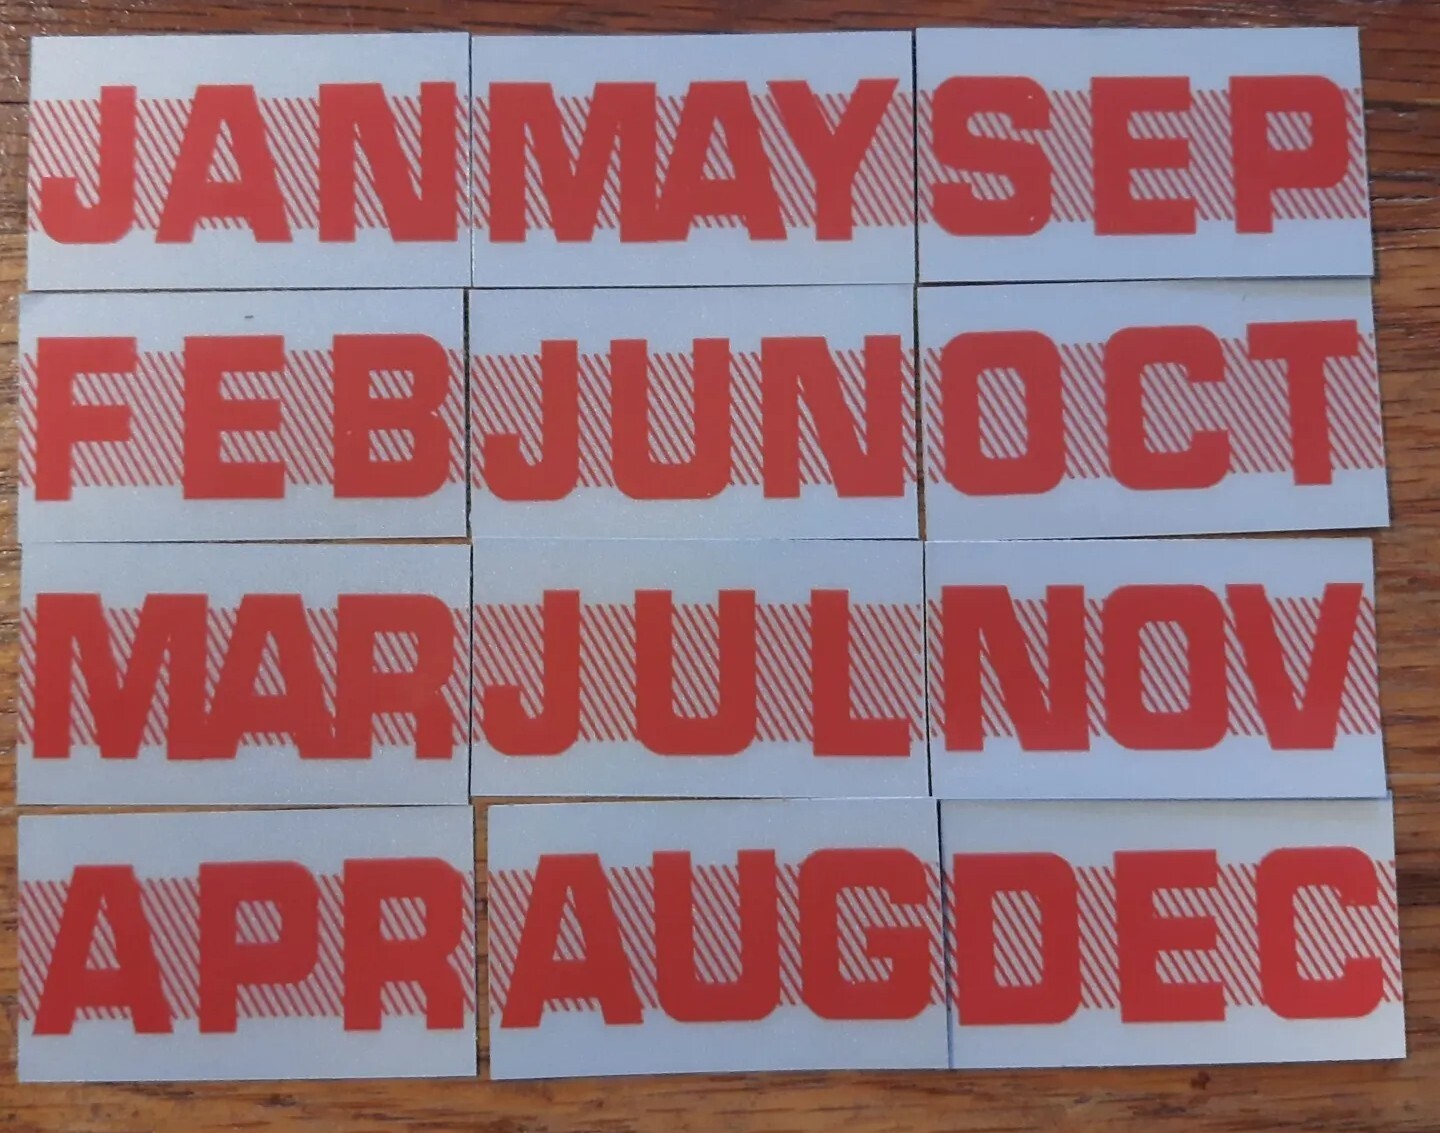 JAN MAY SEP
FEB JUN OCT
MAR JUL NOV
APR AUG DEC